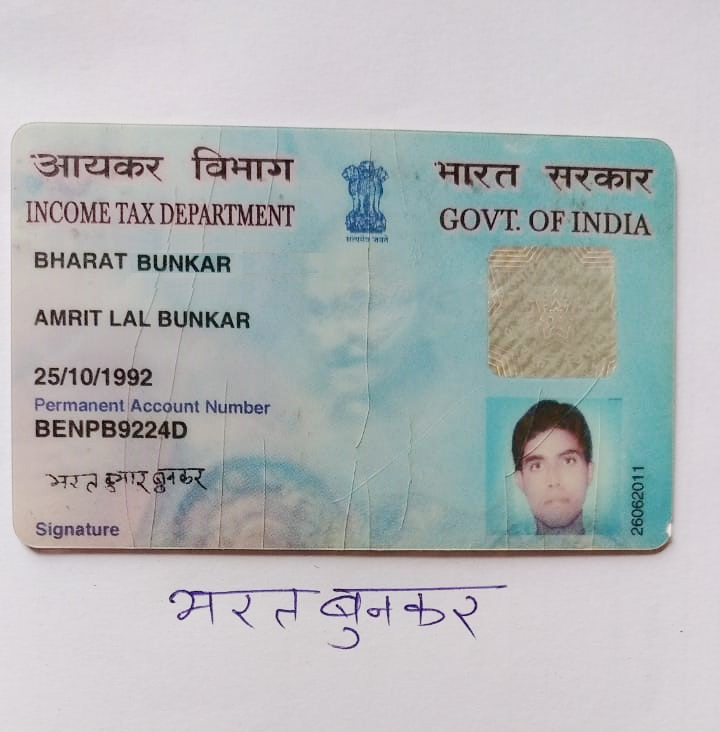 आयकर विभाग भारत सरकार
INCOME TAX DEPARTMENT GOVT. OF INDIA
सत्यमेव जयते
BHARAT BUNKAR
AMRIT LAL BUNKAR
25/10/1992
Permanent Account Number
BENPB9224D
भरत कुमार बुनकर
Signature
26062011
भरत बुनकर